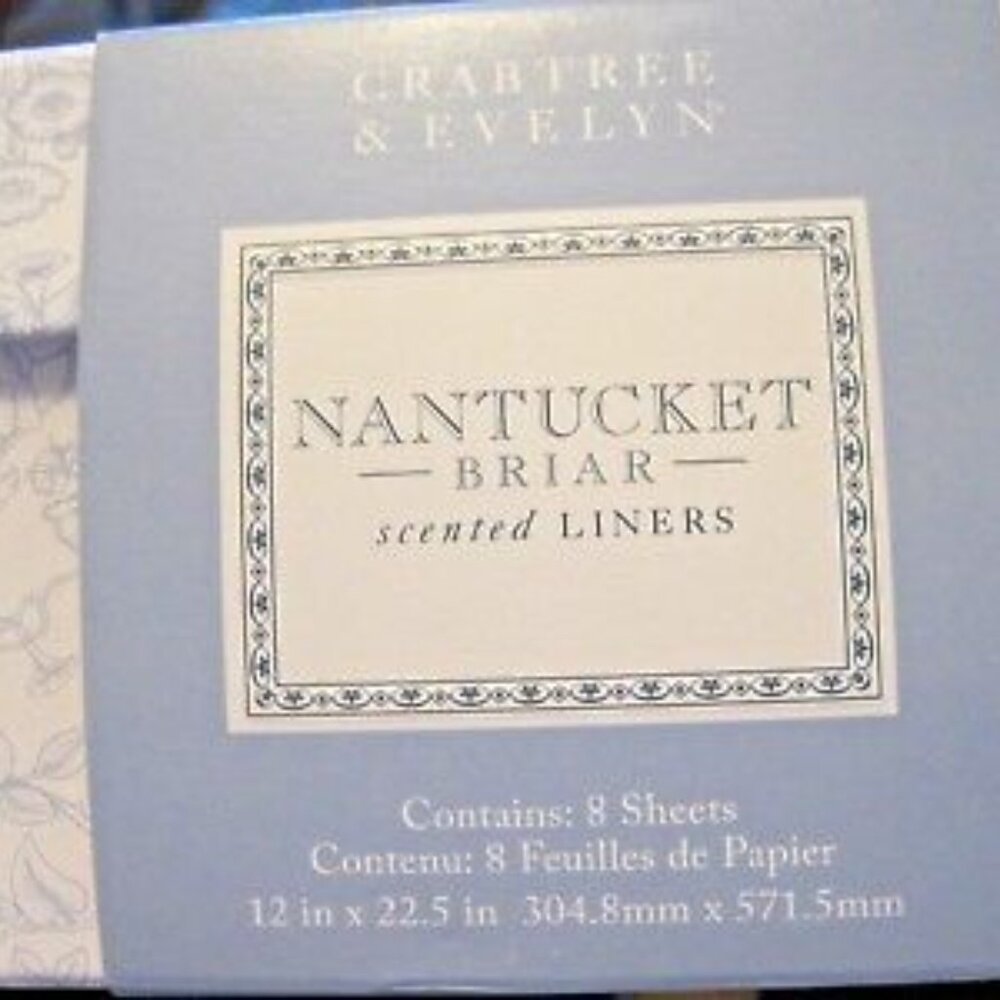 CRABTREE
& EVELYN®
NANTUCKET
BRIAR
scented LINERS
Contains: 8 Sheets
Contenu: 8 Feuilles de Papier
12 in x 22.5 in 304.8mm x 571.5mm